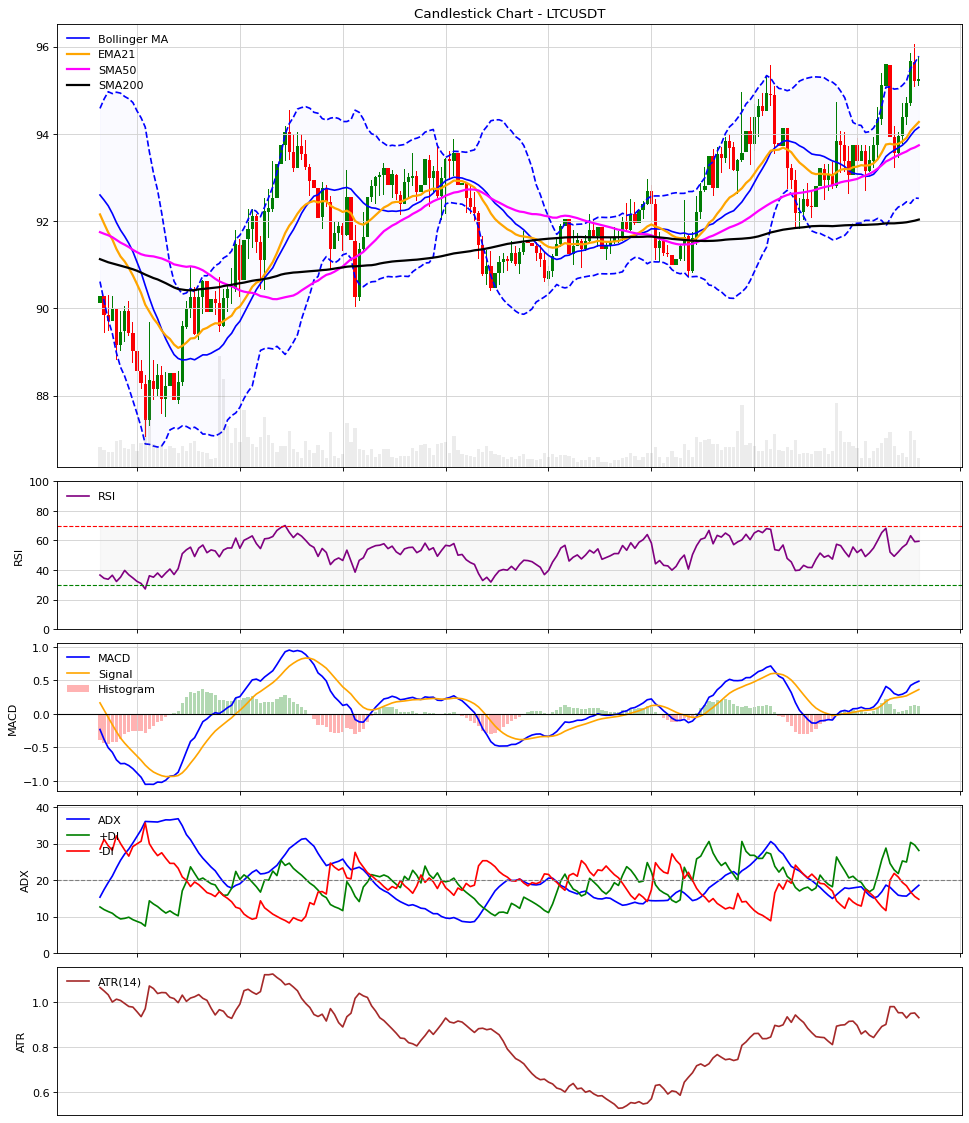 Candlestick Chart - LTCUSDT
Bollinger MA
EMA21
SMA50
SMA200
96
94
92
90
88
RSI
RSI
100
80
60
40
20
0
MACD
Signal
Histogram
MACD
1.0
0.5
0.0
−0.5
−1.0
ADX
+DI
-DI
ADX
40
30
20
10
0
ATR(14)
ATR
1.0
0.8
0.6